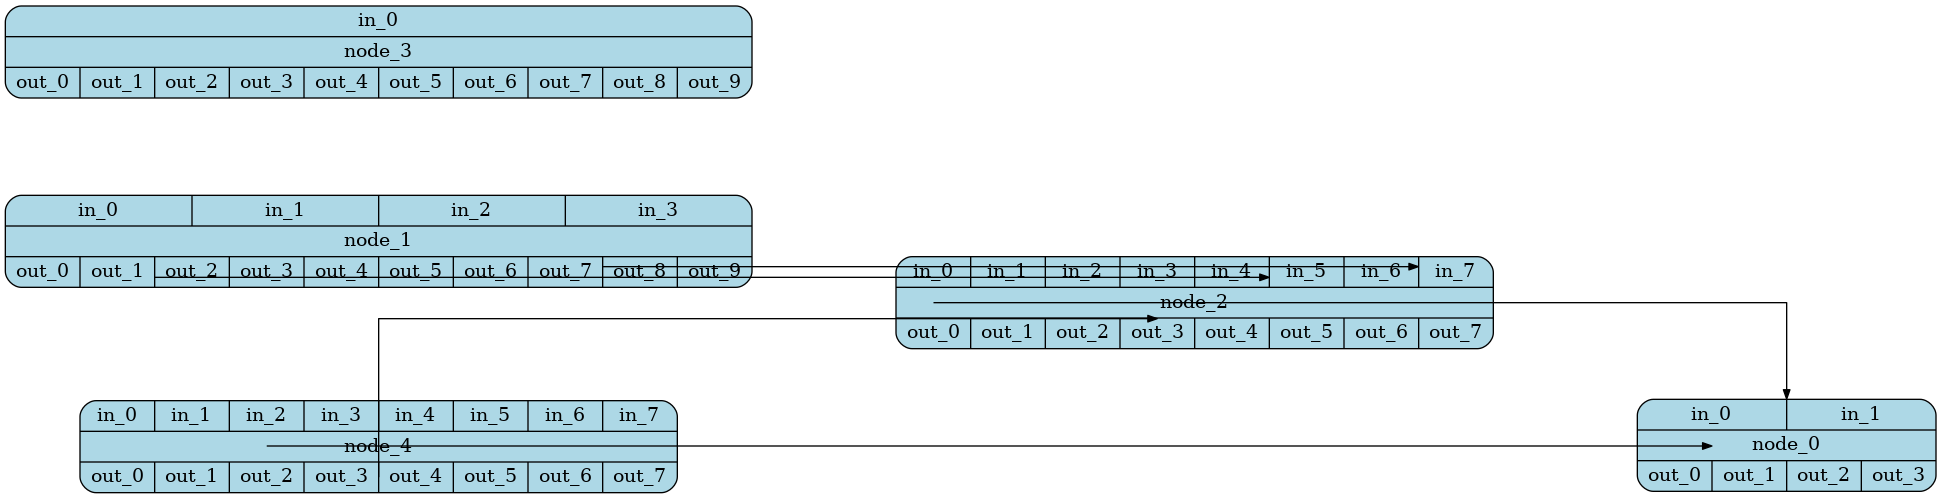 in_0
node_3
out_0 out_1 out_2 out_3 out_4 out_5 out_6 out_7 out_8 out_9
in_0 in_1 in_2 in_3
node_1
out_0 out_1 out_2 out_3 out_4 out_5 out_6 out_7 out_8 out_9
in_0 in_1 in_2 in_3 in_4 in_5 in_6 in_7
node_2
out_0 out_1 out_2 out_3 out_4 out_5 out_6 out_7
in_0 in_1 in_2 in_3 in_4 in_5 in_6 in_7
node_4
out_0 out_1 out_2 out_3 out_4 out_5 out_6 out_7
in_0 in_1
node_0
out_0 out_1 out_2 out_3